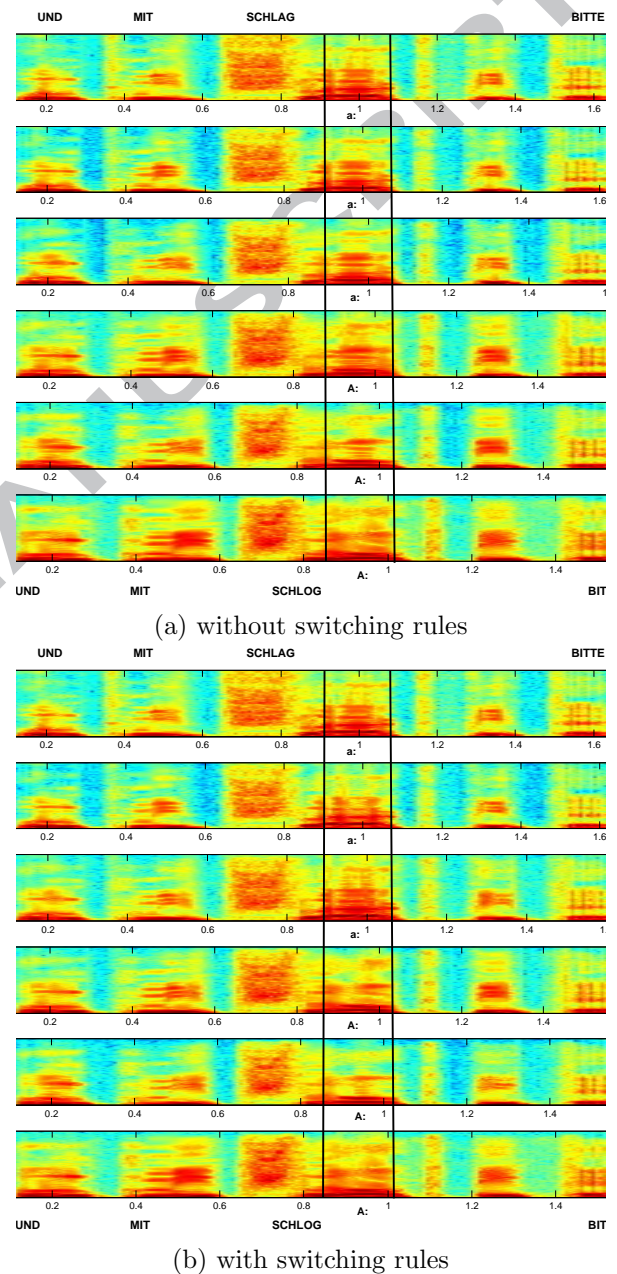 UND MIT SCHLAG BITTE
0.2 0.4 0.6 0.8 1 1.2 1.4 1.6
a:
0.2 0.4 0.6 0.8 1 1.2 1.4 1.6
a:
0.2 0.4 0.6 0.8 1 1.2 1.4 1
a:
0.2 0.4 0.6 0.8 1 1.2 1.4
A:
0.2 0.4 0.6 0.8 1 1.2 1.4
A:
0.2 0.4 0.6 0.8 1 1.2 1.4
A:
UND MIT SCHLOG BIT
(a) without switching rules
UND MIT SCHLAG BITTE
0.2 0.4 0.6 0.8 1 1.2 1.4 1.6
a:
0.2 0.4 0.6 0.8 1 1.2 1.4 1.6
a:
0.2 0.4 0.6 0.8 1 1.2 1.4 1.
a:
0.2 0.4 0.6 0.8 1 1.2 1.4
A:
0.2 0.4 0.6 0.8 A: 1 1.2 1.4
0.2 0.4 0.6 0.8 1 1.2 1.4
A:
UND MIT SCHLOG BIT
(b) with switching rules